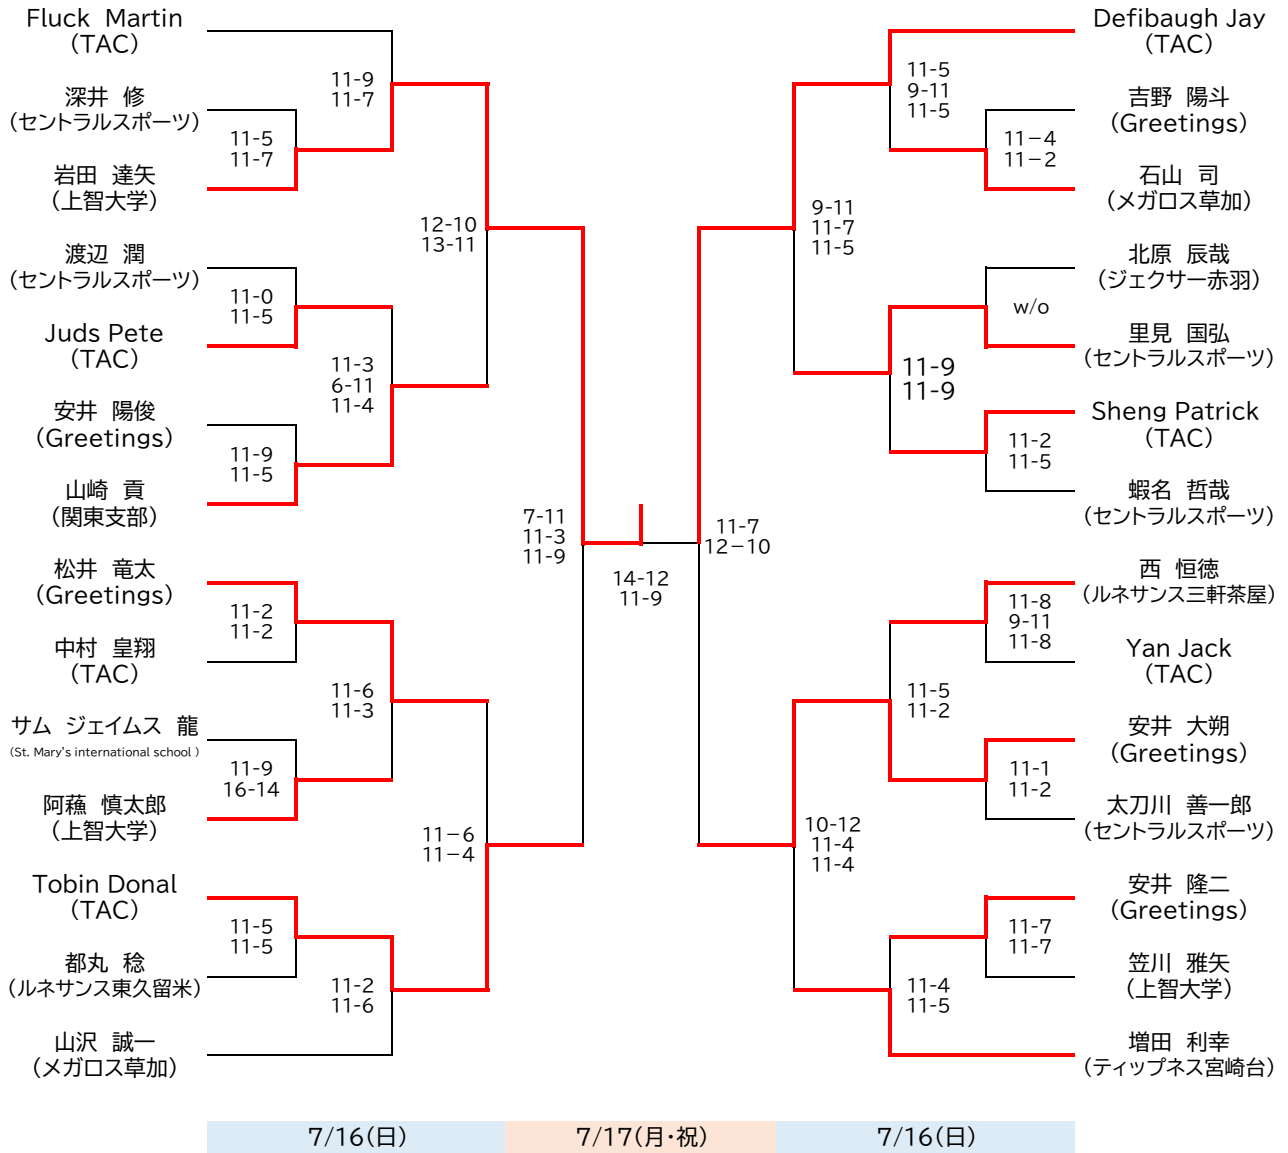 Fluck Martin
(TAC)
深井 修
(セントラルスポーツ)
岩田 達矢
(上智大学)
渡辺 潤
(セントラルスポーツ)
Juds Pete
(TAC)
安井 陽俊
(Greetings)
山崎 貢
(関東支部)
松井 竜太
(Greetings)
中村 皇翔
(TAC)
サム ジェイムス 龍
(St. Mary's international school )
阿蘓 慎太郎
(上智大学)
Tobin Donal
(TAC)
都丸 稔
(ルネサンス東久留米)
山沢 誠一
(メガロス草加)
11-5
11-7
11-0
11-5
11-9
11-5
11-2
11-2
11-9
16-14
11-5
11-5
11-9
11-7
11-3
6-11
11-4
11-6
11-3
11-2
11-6
12-10
13-11
11−6
11−4
7-11
11-3
11-9
14-12
11-9
11-7
12−10
9-11
11-7
11-5
10-12
11-4
11-4
11-5
9-11
11-5
11-9
11-9
11-5
11-2
11-4
11-5
11−4
11−2
w/o
11-2
11-5
11-8
9-11
11-8
11-1
11-2
11-7
11-7
Defibaugh Jay
(TAC)
吉野 陽斗
(Greetings)
石山 司
(メガロス草加)
北原 辰哉
(ジェクサー赤羽)
里見 国弘
(セントラルスポーツ)
Sheng Patrick
(TAC)
蝦名 哲哉
(セントラルスポーツ)
西 恒徳
(ルネサンス三軒茶屋)
Yan Jack
(TAC)
安井 大朔
(Greetings)
太刀川 善一郎
(セントラルスポーツ)
安井 隆二
(Greetings)
笠川 雅矢
(上智大学)
増田 利幸
(ティップネス宮崎台)
7/16(日)
7/17(月・祝)
7/16(日)